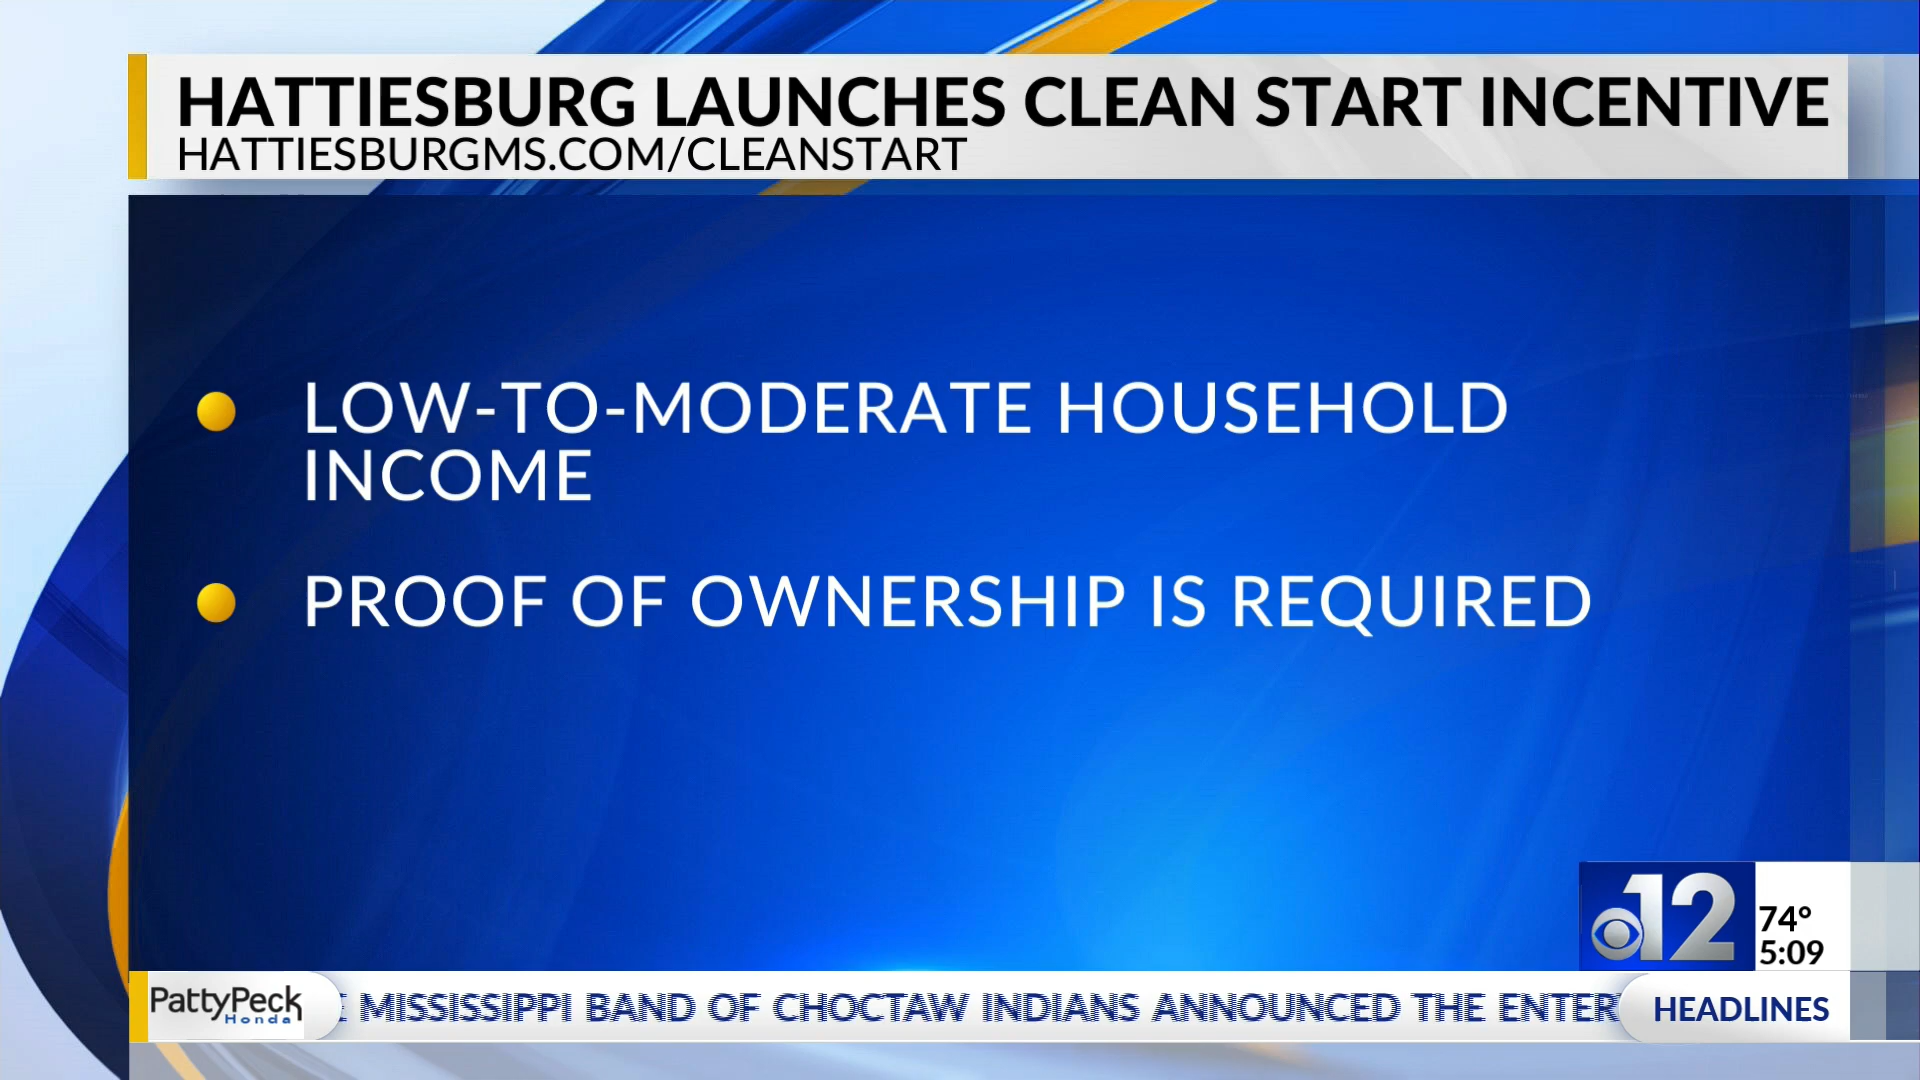 HATTIESBURG LAUNCHES CLEAN START INCENTIVE
HATTIESBURGMS.COM/CLEANSTART
LOW-TO-MODERATE HOUSEHOLD
INCOME
PROOF OF OWNERSHIP IS REQUIRED
12
74°
5:09
PattyPeck
Honda
MISSISSIPPI BAND OF CHOCTAW INDIANS ANNOUNCED THE ENTER
HEADLINES